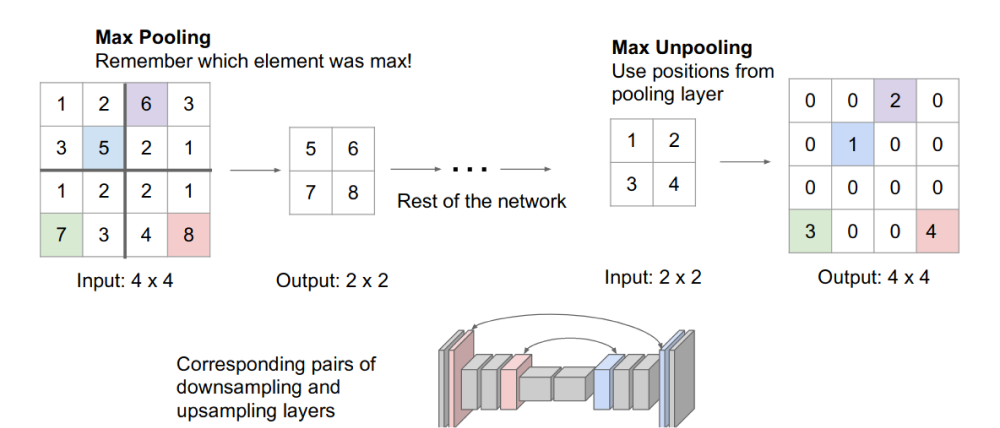 Max Pooling
Remember which element was max!
1 2 6 3
3 5 2 1
1 2 2 1
7 3 4 8
Input: 4 x 4
5 6
7 8
Output: 2 x 2
...
Rest of the network
Max Unpooling
Use positions from
pooling layer
1 2
3 4
Input: 2 x 2
0 0 2 0
0 1 0 0
0 0 0 0
3 0 0 4
Output: 4 x 4
Corresponding pairs of
downsampling and
upsampling layers